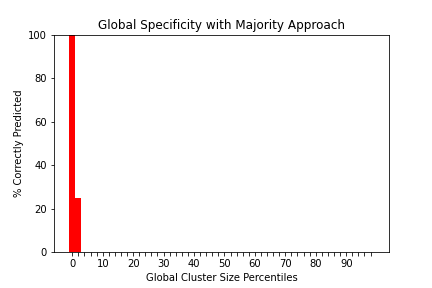 Global Specificity with Majority Approach
100
80
60
40
20
0
% Correctly Predicted
0 10 20 30 40 50 60 70 80 90
Global Cluster Size Percentiles